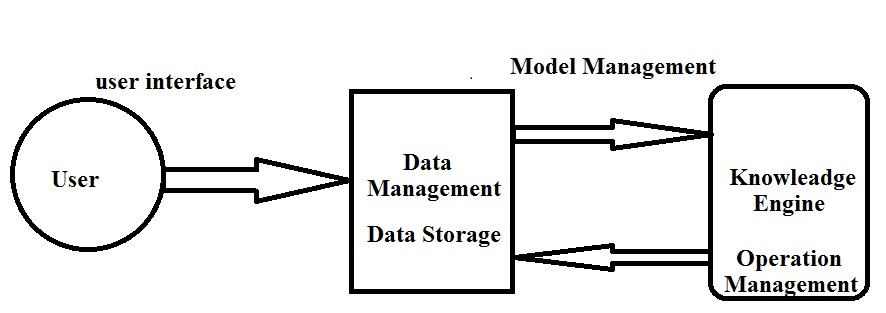 user interface
Model Management
User
Data
Management
Data Storage
Knowleadge
Engine
Operation
Management